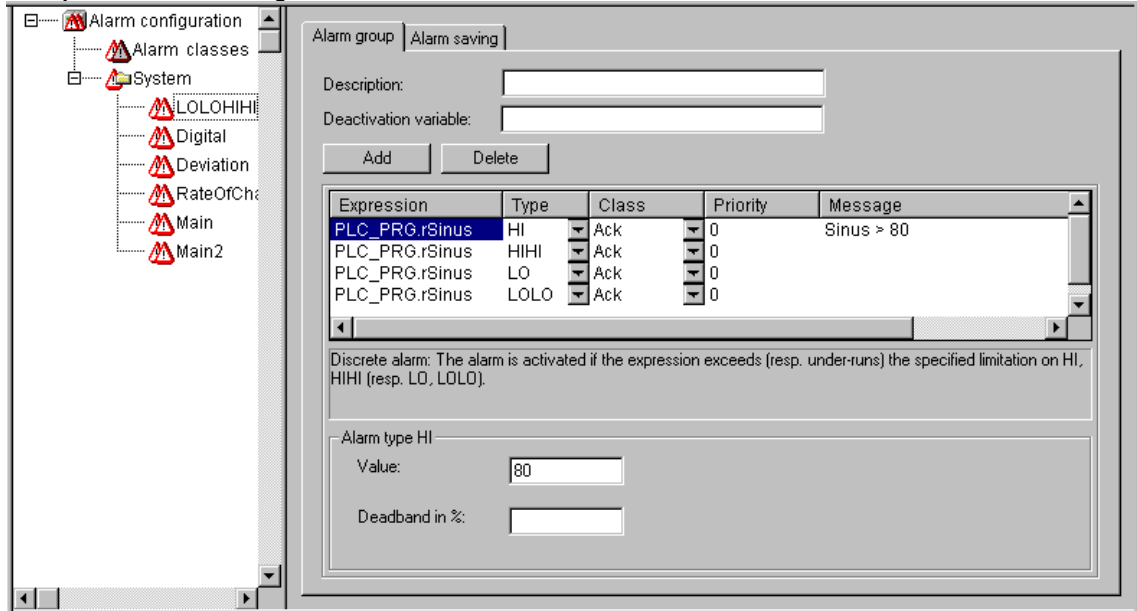 Alarm configuration
Alarm classes
System
LOLOHIHI
Digital
Deviation
RateOfCha
Main
Main2
Alarm group
Alarm saving
Description:
Deactivation variable:
Add Delete
Expression Type Class Priority Message
PLC_PRG.rSinus HI Ack 0 Sinus > 80
PLC_PRG.rSinus HIHI Ack 0
PLC_PRG.rSinus LO Ack 0
PLC_PRG.rSinus LOLO Ack 0
Discrete alarm: The alarm is activated if the expression exceeds (resp. under-runs) the specified limitation on HI,
HIHI (resp. LO, LOLO).
Alarm type HI
Value: 80
Deadband in %: